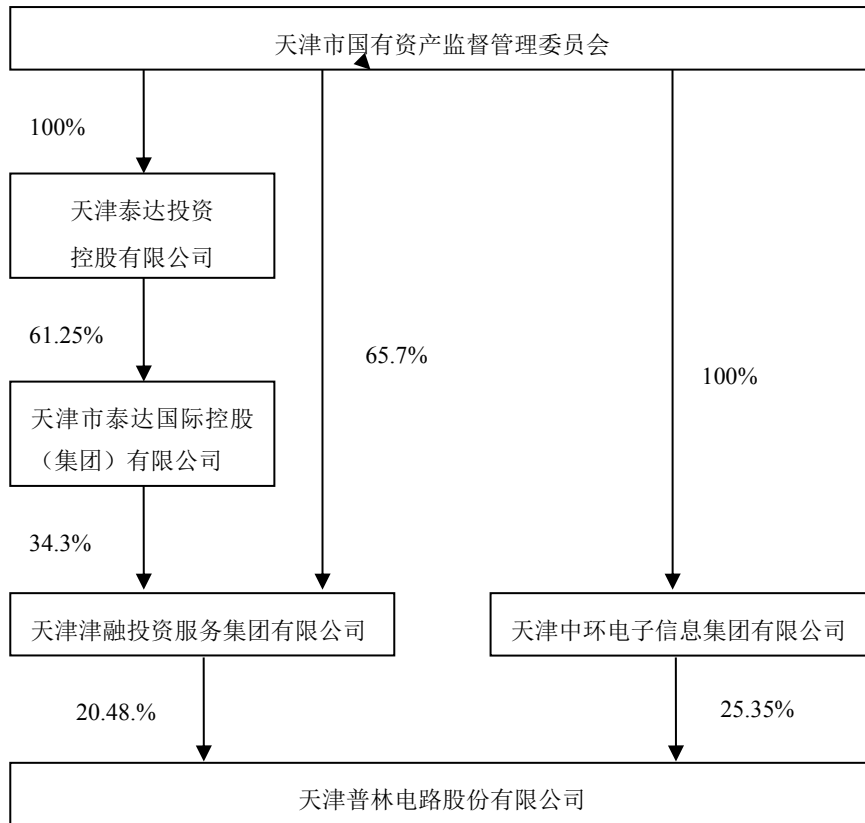 天津市国有资产监督管理委员会
100%
天津泰达投资
控股有限公司
61.25%
65.7%
100%
天津市泰达国际控股
（集团）有限公司
34.3%
天津津融投资服务集团有限公司
天津中环电子信息集团有限公司
20.48.%
25.35%
天津普林电路股份有限公司